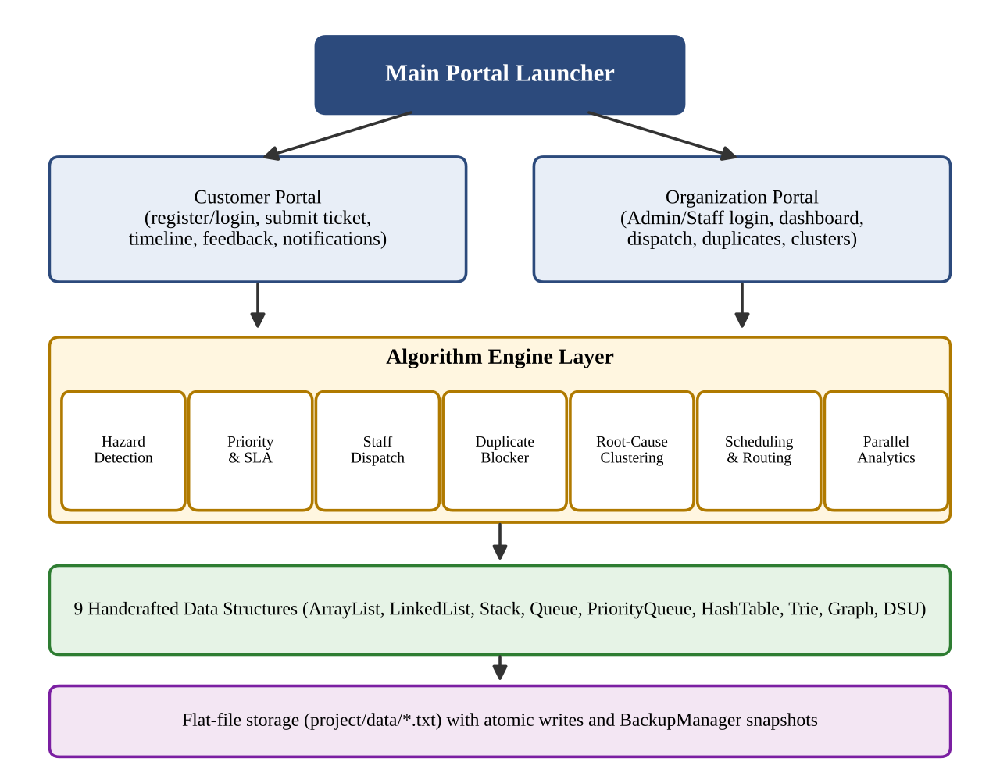 Main Portal Launcher
Customer Portal
(register/login, submit ticket,
timeline, feedback, notifications)
Organization Portal
(Admin/Staff login, dashboard,
dispatch, duplicates, clusters)
Algorithm Engine Layer
Hazard
Detection
Priority
& SLA
Staff
Dispatch
Duplicate
Blocker
Root-Cause
Clustering
Scheduling
& Routing
Parallel
Analytics
9 Handcrafted Data Structures (ArrayList, LinkedList, Stack, Queue, PriorityQueue, HashTable, Trie, Graph, DSU)
Flat-file storage (project/data/*.txt) with atomic writes and BackupManager snapshots